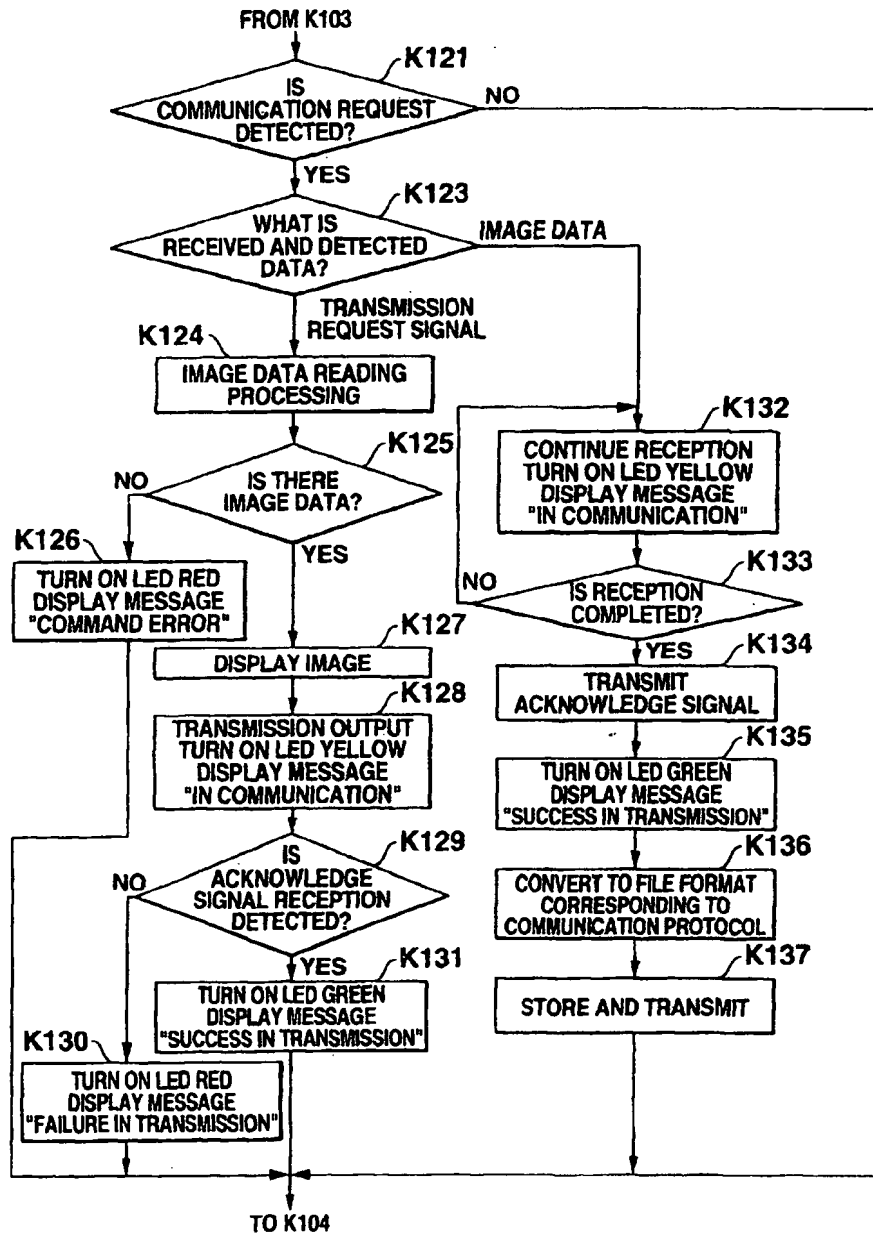 FROM K103
K121
IS
COMMUNICATION REQUEST
DETECTED?
NO
YES
K123
WHAT IS
RECEIVED AND DETECTED
DATA?
IMAGE DATA
TRANSMISSION
REQUEST SIGNAL
K124
IMAGE DATA READING
PROCESSING
K125
IS THERE
IMAGE DATA?
NO
YES
K126
TURN ON LED RED
DISPLAY MESSAGE
"COMMAND ERROR"
K127
DISPLAY IMAGE
K128
TRANSMISSION OUTPUT
TURN ON LED YELLOW
DISPLAY MESSAGE
"IN COMMUNICATION"
K129
IS
ACKNOWLEDGE
SIGNAL RECEPTION
DETECTED?
NO
YES
K131
TURN ON LED GREEN
DISPLAY MESSAGE
"SUCCESS IN TRANSMISSION"
K130
TURN ON LED RED
DISPLAY MESSAGE
"FAILURE IN TRANSMISSION"
K132
CONTINUE RECEPTION
TURN ON LED YELLOW
DISPLAY MESSAGE
"IN COMMUNICATION"
K133
IS RECEPTION
COMPLETED?
NO
YES
K134
TRANSMIT
ACKNOWLEDGE SIGNAL
K135
TURN ON LED GREEN
DISPLAY MESSAGE
"SUCCESS IN TRANSMISSION"
K136
CONVERT TO FILE FORMAT
CORRESPONDING TO
COMMUNICATION PROTOCOL
K137
STORE AND TRANSMIT
TO K104